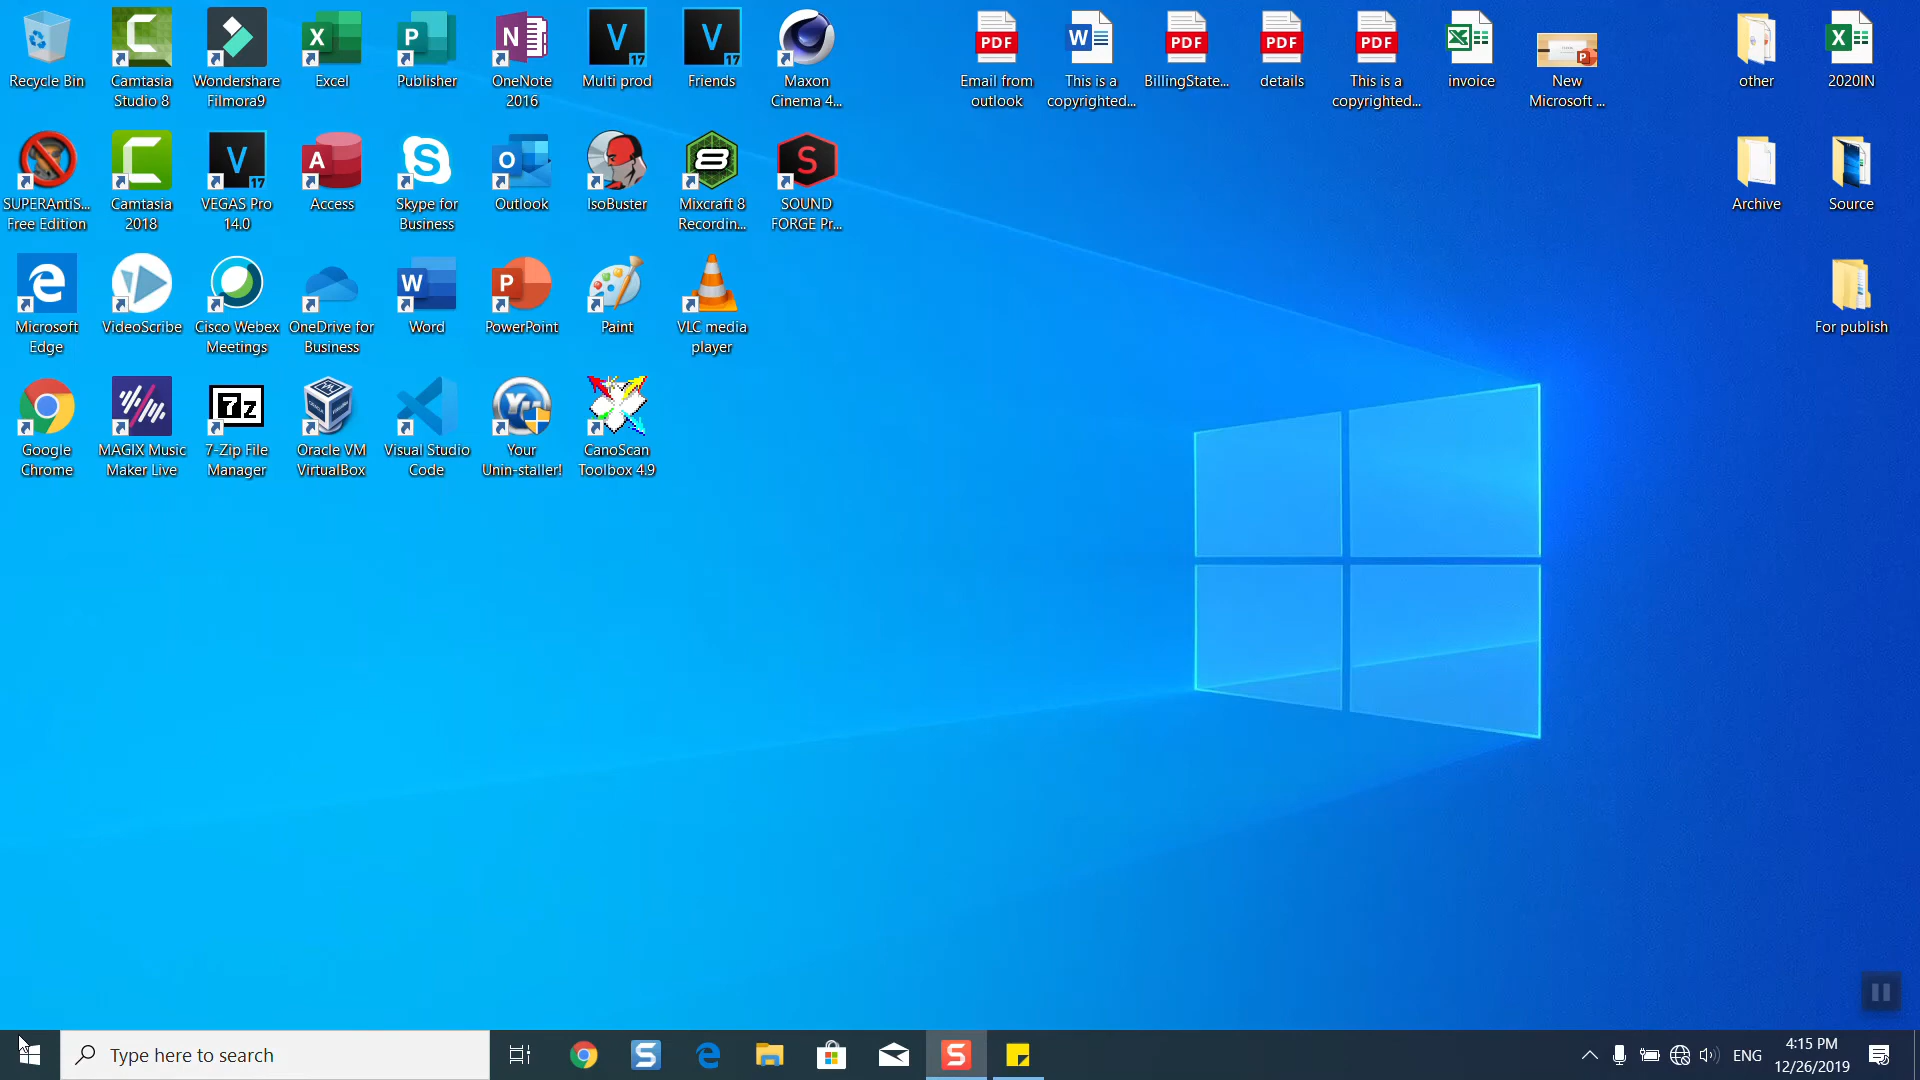 Recycle Bin
Camtasia
Studio 8
Wondershare
Filmora9
Excel
Publisher
OneNote
2016
Multi prod
Friends
Maxon
Cinema 4...
Email from
outlook
This is a
copyrighted...
BillingState...
details
This is a
copyrighted...
invoice
New
Microsoft ...
other
2020IN
SUPERAntiS...
Free Edition
Camtasia
2018
VEGAS Pro
14.0
Access
Skype for
Business
Outlook
IsoBuster
Mixcraft 8
Recordin...
SOUND
FORGE Pr...
Archive
Source
Microsoft
Edge
VideoScribe
Cisco Webex
Meetings
OneDrive for
Business
Word
PowerPoint
Paint
VLC media
player
For publish
Google
Chrome
MAGIX Music
Maker Live
7-Zip File
Manager
Oracle VM
VirtualBox
Visual Studio
Code
Your
Unin-staller!
CanoScan
Toolbox 4.9
Type here to search
ENG
4:15 PM
12/26/2019